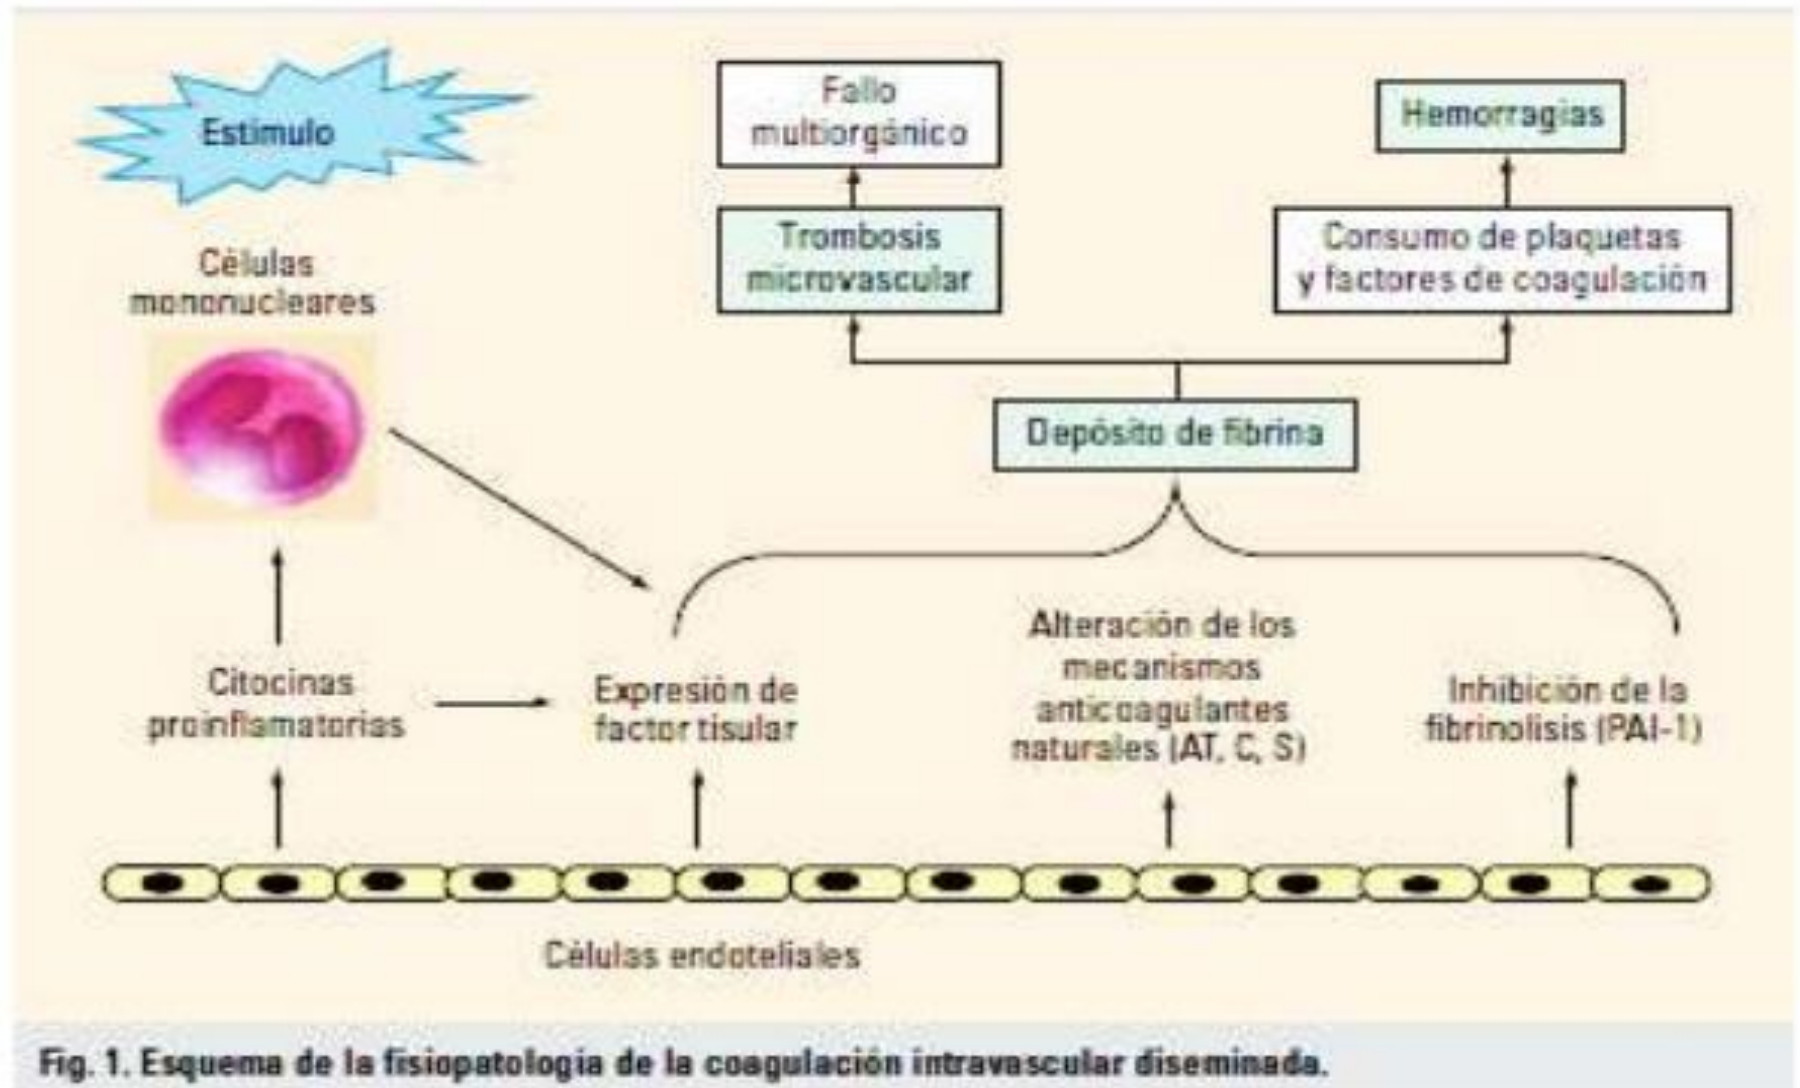 Estímulo
Células
mononucleares
Citocinas
proinflamatorias
Fallo
multiorgánico
Trombosis
microvascular
Hemorragias
Consumo de plaquetas
y factores de coagulación
Depósito de fibrina
Expresión de
factor tisular
Alteración de los
mecanismos
anticoagulantes
naturales (AT, C, S)
Inhibición de la
fibrinolisis (PAI-1)
Células endoteliales
Fig. 1. Esquema de la fisiopatología de la coagulación intravascular diseminada.